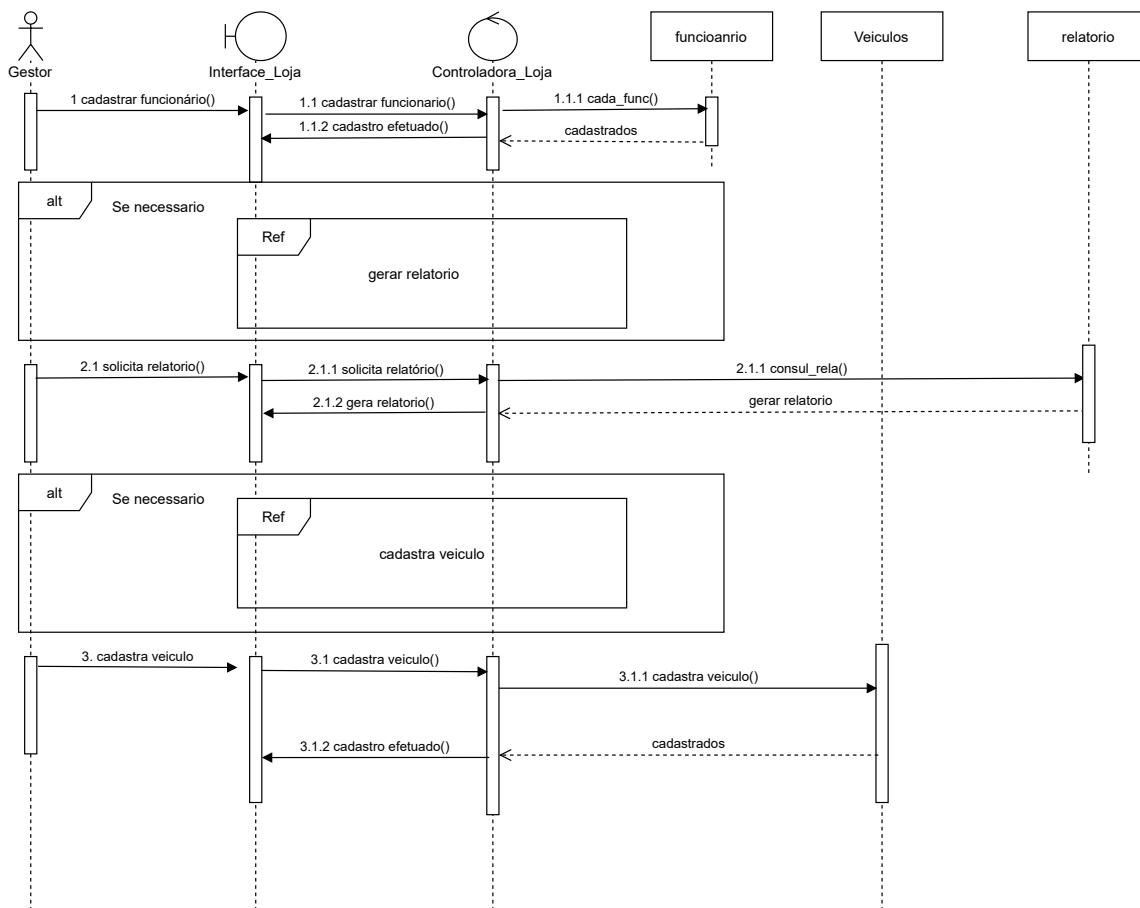 funcioanrio
Veiculos
relatorio
Gestor
Interface_Loja
Controladora_Loja
1 cadastrar funcionário()
1.1 cadastrar funcionario()
1.1.1 cada_func()
1.1.2 cadastro efetuado()
cadastrados
alt
Se necessario
Ref
gerar relatorio
2.1 solicita relatorio()
2.1.1 solicita relatório()
2.1.1 consul_rela()
2.1.2 gera relatorio()
gerar relatorio
alt
Se necessario
Ref
cadastra veiculo
3. cadastra veiculo
3.1 cadastra veiculo()
3.1.1 cadastra veiculo()
3.1.2 cadastro efetuado()
cadastrados